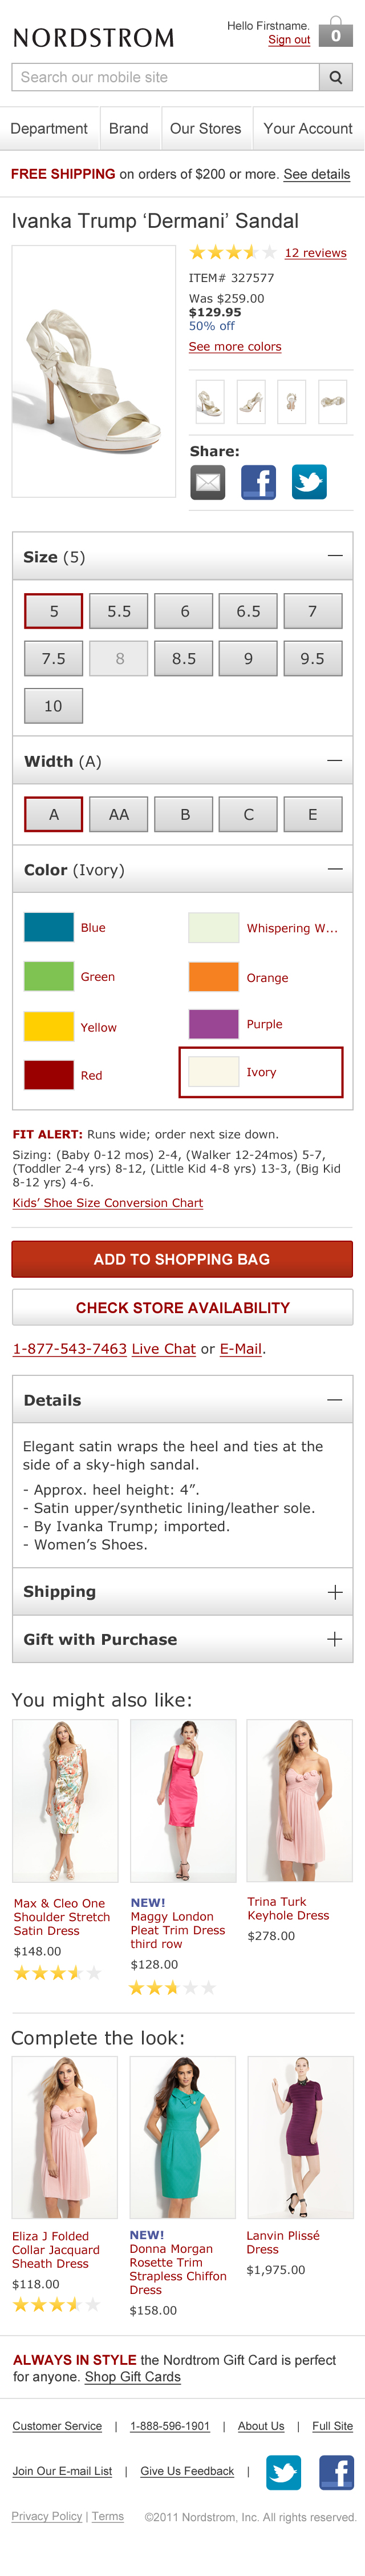 NORDSTROM
Hello Firstname.
Sign out
0
Search our mobile site
Department
Brand
Our Stores
Your Account
FREE SHIPPING on orders of $200 or more. See details
Ivanka Trump ‘Dermani’ Sandal
12 reviews
ITEM# 327577
Was $259.00
$129.95
50% off
See more colors
Share:
Size (5)
5 5.5 6 6.5 7
7.5 8 8.5 9 9.5
10
Width (A)
A AA B C E
Color (Ivory)
Blue Whispering W...
Green Orange
Yellow Purple
Red Ivory
FIT ALERT: Runs wide; order next size down.
Sizing: (Baby 0-12 mos) 2-4, (Walker 12-24mos) 5-7,
(Toddler 2-4 yrs) 8-12, (Little Kid 4-8 yrs) 13-3, (Big Kid
8-12 yrs) 4-6.
Kids’ Shoe Size Conversion Chart
ADD TO SHOPPING BAG
CHECK STORE AVAILABILITY
1-877-543-7463 Live Chat or E-Mail.
Details
Elegant satin wraps the heel and ties at the
side of a sky-high sandal.
- Approx. heel height: 4”.
- Satin upper/synthetic lining/leather sole.
- By Ivanka Trump; imported.
- Women’s Shoes.
Shipping
Gift with Purchase
You might also like:
Max & Cleo One
Shoulder Stretch
Satin Dress
$148.00
NEW!
Maggy London
Pleat Trim Dress
third row
$128.00
Trina Turk
Keyhole Dress
$278.00
Complete the look:
Eliza J Folded
Collar Jacquard
Sheath Dress
$118.00
NEW!
Donna Morgan
Rosette Trim
Strapless Chiffon
Dress
$158.00
Lanvin Plissé
Dress
$1,975.00
ALWAYS IN STYLE the Nordtrom Gift Card is perfect
for anyone. Shop Gift Cards
Customer Service | 1-888-596-1901 | About Us | Full Site
Join Our E-mail List | Give Us Feedback |
Privacy Policy | Terms ©2011 Nordstrom, Inc. All rights reserved.